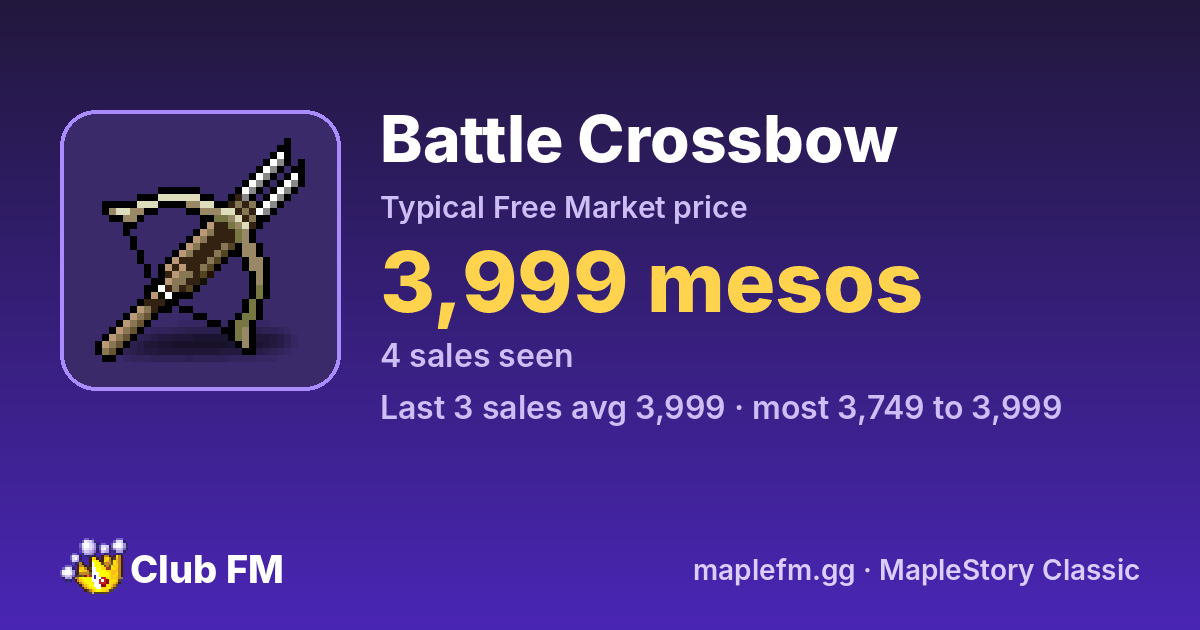 Battle Crossbow
Typical Free Market price
3,999 mesos
4 sales seen
Last 3 sales avg 3,999 · most 3,749 to 3,999
Club FM
maplefm.gg · MapleStory Classic